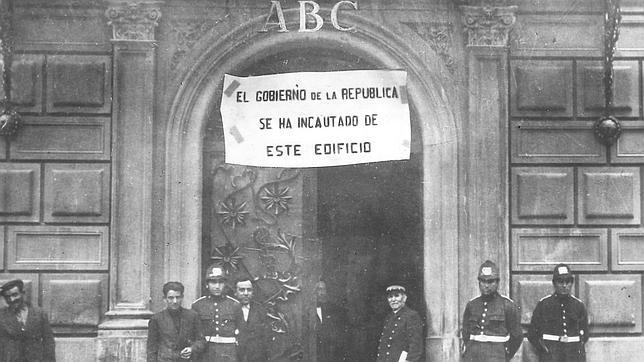 ABC
EL GOBIERNO DE LA REPUBLICA
SE HA INCAUTADO DE
ESTE EDIFICIO